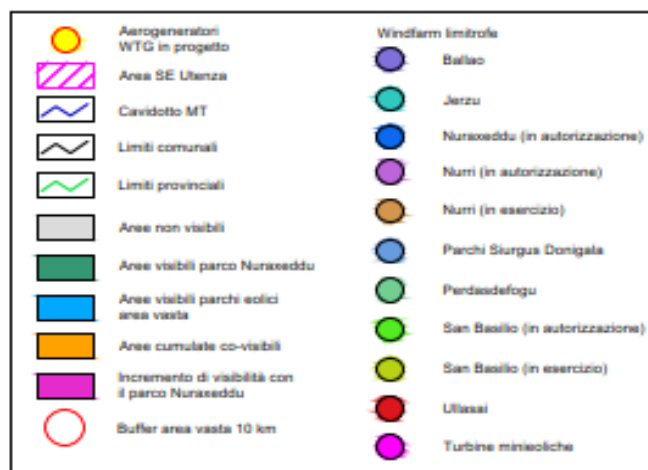 Aerogeneratori
WTG in progetto
Area SE Utenza
Cavidotto MT
Limiti comunali
Limiti provinciali
Aree non visibili
Aree visibili parco Nuraxeddu
Aree visibili parchi eolici
area vasta
Aree cumulate co-visibili
Incremento di visibilità con
il parco Nuraxeddu
Buffer area vasta 10 km
Windfarm limitrofe
Ballao
Jerzu
Nuraxeddu (in autorizzazione)
Nurri (in autorizzazione)
Nurri (in esercizio)
Parchi Siurgus Donigala
Perdasdefogu
San Basilio (in autorizzazione)
San Basilio (in esercizio)
Ullasai
Turbine minieoliche